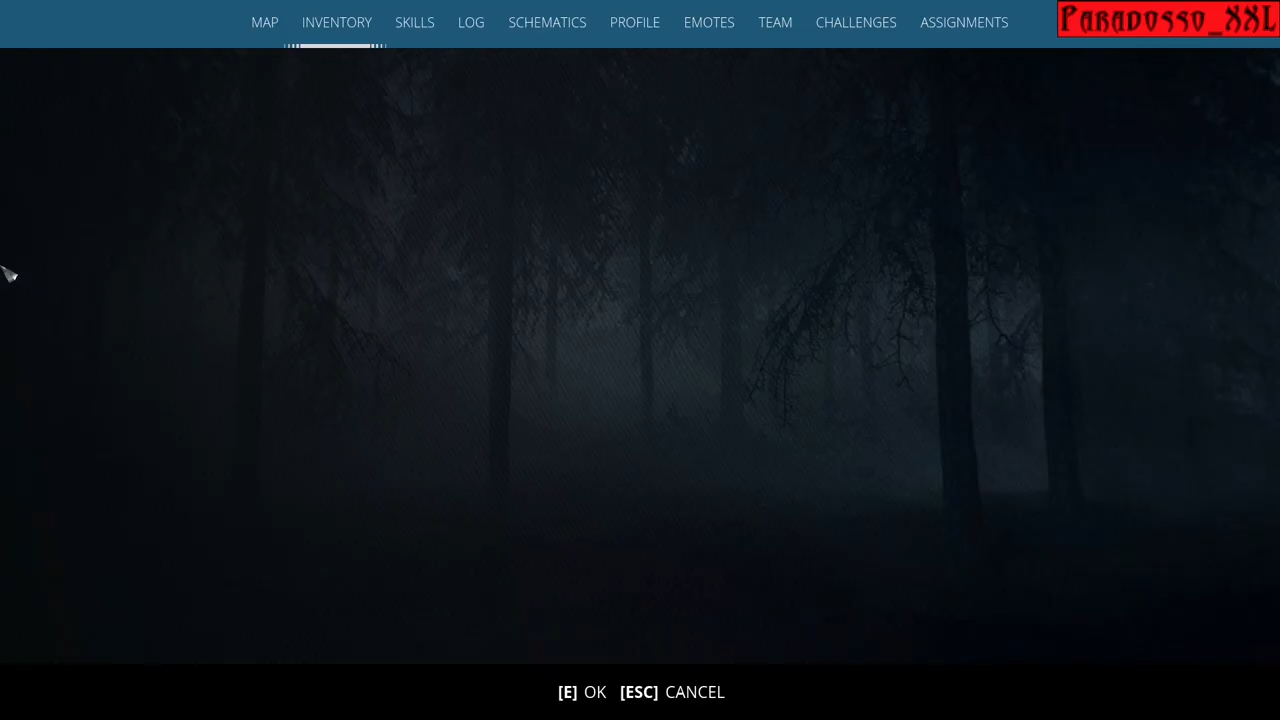 MAP INVENTORY SKILLS LOG SCHEMATICS PROFILE EMOTES TEAM CHALLENGES ASSIGNMENTS Paradosso_XXL
[E] OK [ESC] CANCEL